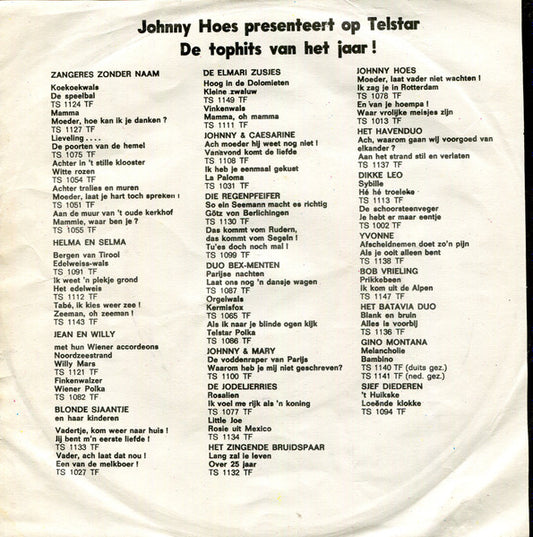 Johnny Hoes presenteert op Telstar
De tophits van het jaar !
ZANGERES ZONDER NAAM
Koekoekwals
De speelbal
TS 1124 TF
Mamma
Moeder, hoe kan ik je danken ?
TS 1127 TF
Lieveling . . . .
De poorten van de hemel
TS 1075 TF
Achter in 't stille klooster
Witte rozen
TS 1054 TF
Achter tralies en muren
Moeder, laat je hart toch spreken !
TS 1051 TF
Aan de muur van 't oude kerkhof
Mammie, waar ben je ?
TS 1055 TF
HELMA EN SELMA
Bergen van Tirool
Edelweiss-wals
TS 1091 TF
Ik weet 'n plekje grond
Het edelweis
TS 1112 TF
Tabé, ik kies weer zee !
Zeeman, oh zeeman !
TS 1143 TF
JEAN EN WILLY
met hun Wiener accordeons
Noordzeestrand
Willy Mars
TS 1121 TF
Finkenwalzer
Wiener Polka
TS 1082 TF
BLONDE SJAANTJE
en haar kinderen
Vadertje, kom weer naar huis !
Jij bent m'n eerste liefde !
TS 1133 TF
Vader, ach laat dat nou !
Een van de melkboer !
TS 1027 TF
DE ELMARI ZUSJES
Hoog in de Dolomieten
Kleine zwaluw
TS 1149 TF
Vinkenwals
Mamma, oh mamma
TS 1111 TF
JOHNNY & CAESARINE
Ach moeder hij weet nog niet !
Vanavond komt de liefde
TS 1108 TF
Ik heb je eenmaal gekuet
La Paloma
TS 1031 TF
DIE REGENPFEIFER
So ein Seemann macht es richtig
Götz von Berlichingen
TS 1130 TF
Das kommt vom Rudern,
das kommt vom Segeln !
Tu'es doch noch mal !
TS 1099 TF
DUO BEX-MENTEN
Parijse nachten
Laat ons nog 'n dansje wagen
TS 1087 TF
Orgelwals
Kermisfox
TS 1065 TF
Als ik naar je blinde ogen kijk
Telstar Polka
TS 1086 TF
JOHNNY & MARY
De voddenraper van Parijs
Waarom heb je mij niet geschreven?
TS 1100 TF
DE JODELIERRIES
Rosalien
Ik voel me rijk als 'n koning
TS 1077 TF
Little Joe
Rosie uit Mexico
TS 1134 TF
HET ZINGENDE BRUIDSPAAR
Lang zal ie leven
Over 25 jaar
TS 1132 TF
JOHNNY HOES
Moeder, laat vader niet wachten !
Ik zag je in Rotterdam
TS 1078 TF
En van je hoempa !
Waar vrolijke meisjes zijn
TS 1013 TF
HET HAVENDUO
Ach, waarom gaan wij voorgoed van
elkander ?
Aan het strand stil en verlaten
TS 1137 TF
DIKKE LEO
Sybille
Hé hé troeleke
TS 1113 TF
De schoorsteenveger
Je hebt er maar eentje
TS 1002 TF
YVONNE
Afscheidnemen doet zo'n pijn
Als je ooit alleen bent
TS 1138 TF
BOB VRIELING
Prikkebeen
Ik kom uit de Alpen
TS 1147 TF
HET BATAVIA DUO
Blank en bruin
Alles is voorbij
TS 1136 TF
GINO MONTANA
Melancholie
Bambino
TS 1140 TF (duits gez.)
TS 1141 TF (ned. gez.)
SJEF DIEDEREN
't Huikske
Loeënde klokke
TS 1094 TF